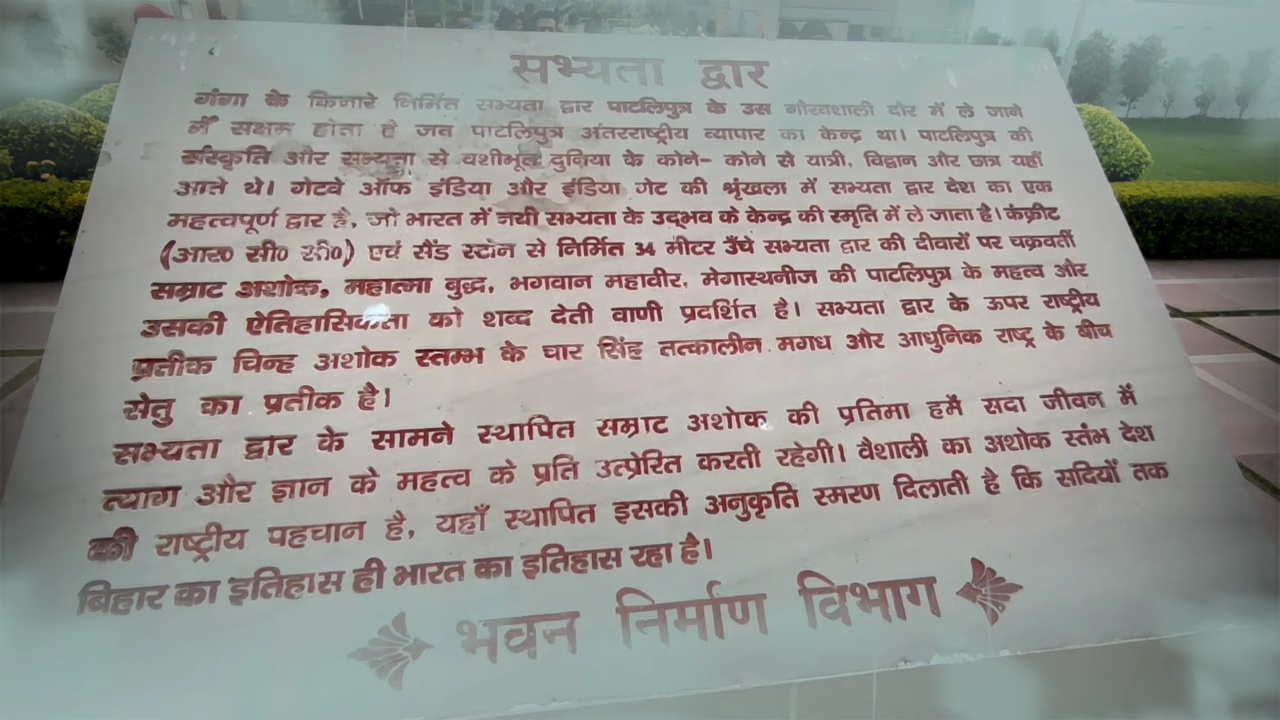 सभ्यता द्वार
गंगा के किनारे निर्मित सभ्यता द्वार पाटलिपुत्र के उस गौरवशाली दौर में ले जाने
में सक्षम होता है जब पाटलिपुत्र अंतरराष्ट्रीय व्यापार का केन्द्र था। पाटलिपुत्र की
संस्कृति और सभ्यता से वशीभूत दुनिया के कोने- कोने से यात्री, विद्वान और छात्र यहाँ
आते थे। गेटवे ऑफ इंडिया और इंडिया गेट की श्रृंखला में सभ्यता द्वार देश का एक
महत्वपूर्ण द्वार है, जो भारत में नयी सभ्यता के उद्भव के केन्द्र की स्मृति में ले जाता है। कंक्रीट
(आर० सी० सी०) एवं सैंड स्टोन से निर्मित 34 मीटर उँचे सभ्यता द्वार की दीवारों पर चक्रवर्ती
सम्राट अशोक, महात्मा बुद्ध, भगवान महावीर, मेगास्थनीज की पाटलिपुत्र के महत्व और
उसकी ऐतिहासिकता को शब्द देती वाणी प्रदर्शित है। सभ्यता द्वार के ऊपर राष्ट्रीय
प्रतीक चिन्ह अशोक स्तम्भ के चार सिंह तत्कालीन मगध और आधुनिक राष्ट्र के बीच
सेतु का प्रतीक है।
सभ्यता द्वार के सामने स्थापित सम्राट अशोक की प्रतिमा हमें सदा जीवन में
त्याग और ज्ञान के महत्व के प्रति उत्प्रेरित करती रहेगी। वैशाली का अशोक स्तंभ देश
की राष्ट्रीय पहचान है, यहाँ स्थापित इसकी अनुकृति स्मरण दिलाती है कि सदियों तक
बिहार का इतिहास ही भारत का इतिहास रहा है।
भवन निर्माण विभाग